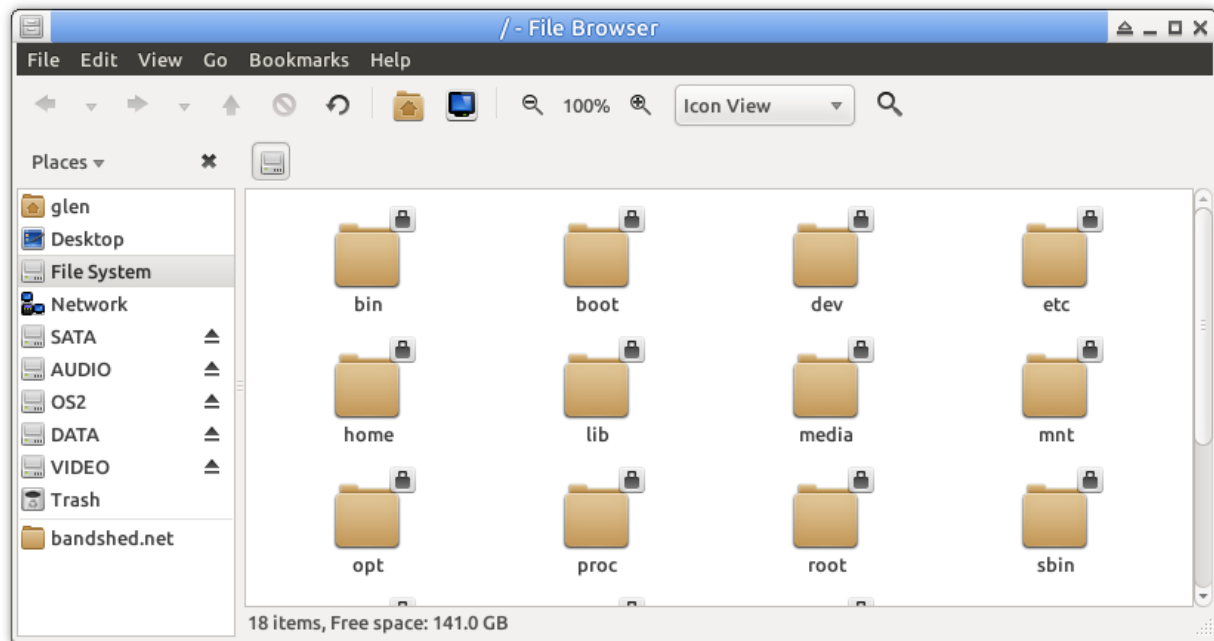 / - File Browser
File Edit View Go Bookmarks Help
100% Icon View
Places
glen
Desktop
File System
Network
SATA
AUDIO
OS2
DATA
VIDEO
Trash
bandshed.net
bin boot dev etc
home lib media mnt
opt proc root sbin
18 items, Free space: 141.0 GB